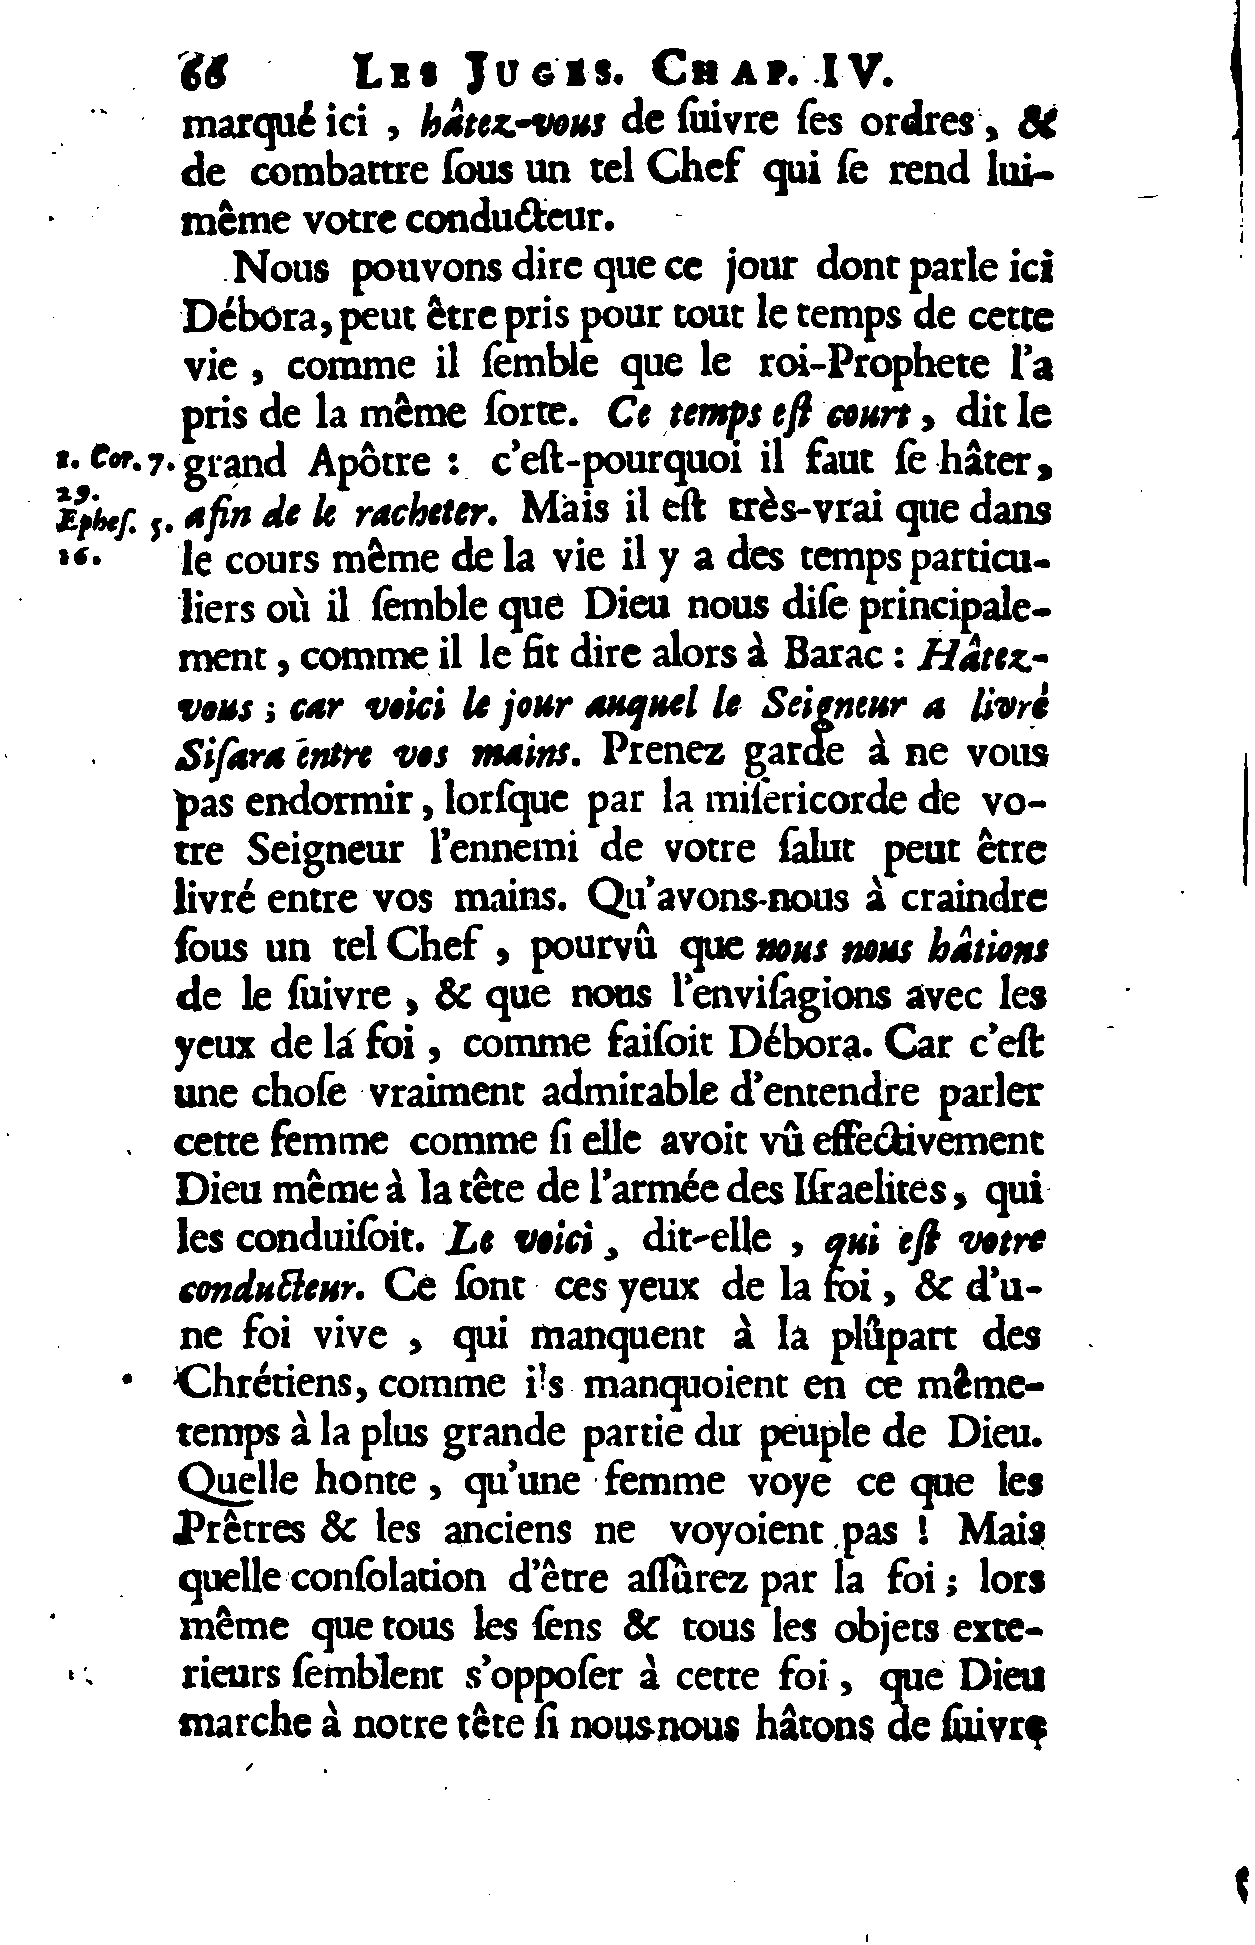 66 LES JUGES. CHAP. IV.
marqué ici, hâtez-vous de ſuivre ſes ordres, &
de combattre ſous un tel Chef qui ſe rend lui-
même votre conducteur.
Nous pouvons dire que ce jour dont parle ici
Débora, peut être pris pour tout le temps de cette
vie, comme il ſemble que le roi-Prophete l'a
pris de la même ſorte. Ce temps eſt court, dit le
1. Cor. 7. grand Apôtre : c'eſt-pourquoi il faut ſe hâter,
29.
Epheſ. 5. afin de le racheter. Mais il eſt très-vrai que dans
16. le cours même de la vie il y a des temps particu-
liers où il ſemble que Dieu nous diſe principale-
ment, comme il le fit dire alors à Barac : Hâtez-
vous ; car voici le jour auquel le Seigneur a livré
Siſara entre vos mains. Prenez garde à ne vous
pas endormir, lorſque par la miſericorde de vo-
tre Seigneur l'ennemi de votre ſalut peut être
livré entre vos mains. Qu'avons-nous à craindre
ſous un tel Chef, pourvû que nous nous hâtions
de le ſuivre, & que nous l'enviſagions avec les
yeux de la foi, comme faiſoit Débora. Car c'eſt
une choſe vraiment admirable d'entendre parler
cette femme comme ſi elle avoit vû effectivement
Dieu même à la tête de l'armée des Iſraelites, qui
les conduiſoit. Le voici, dit-elle, qui eſt votre
conducteur. Ce ſont ces yeux de la foi, & d'u-
ne foi vive, qui manquent à la plûpart des
Chrétiens, comme ils manquoient en ce même-
temps à la plus grande partie du peuple de Dieu.
Quelle honte, qu'une femme voye ce que les
Prêtres & les anciens ne voyoient pas ! Mais
quelle conſolation d'être aſſûrez par la foi ; lors
même que tous les ſens & tous les objets exte-
rieurs ſemblent s'oppoſer à cette foi, que Dieu
marche à notre tête ſi nous nous hâtons de ſuivre